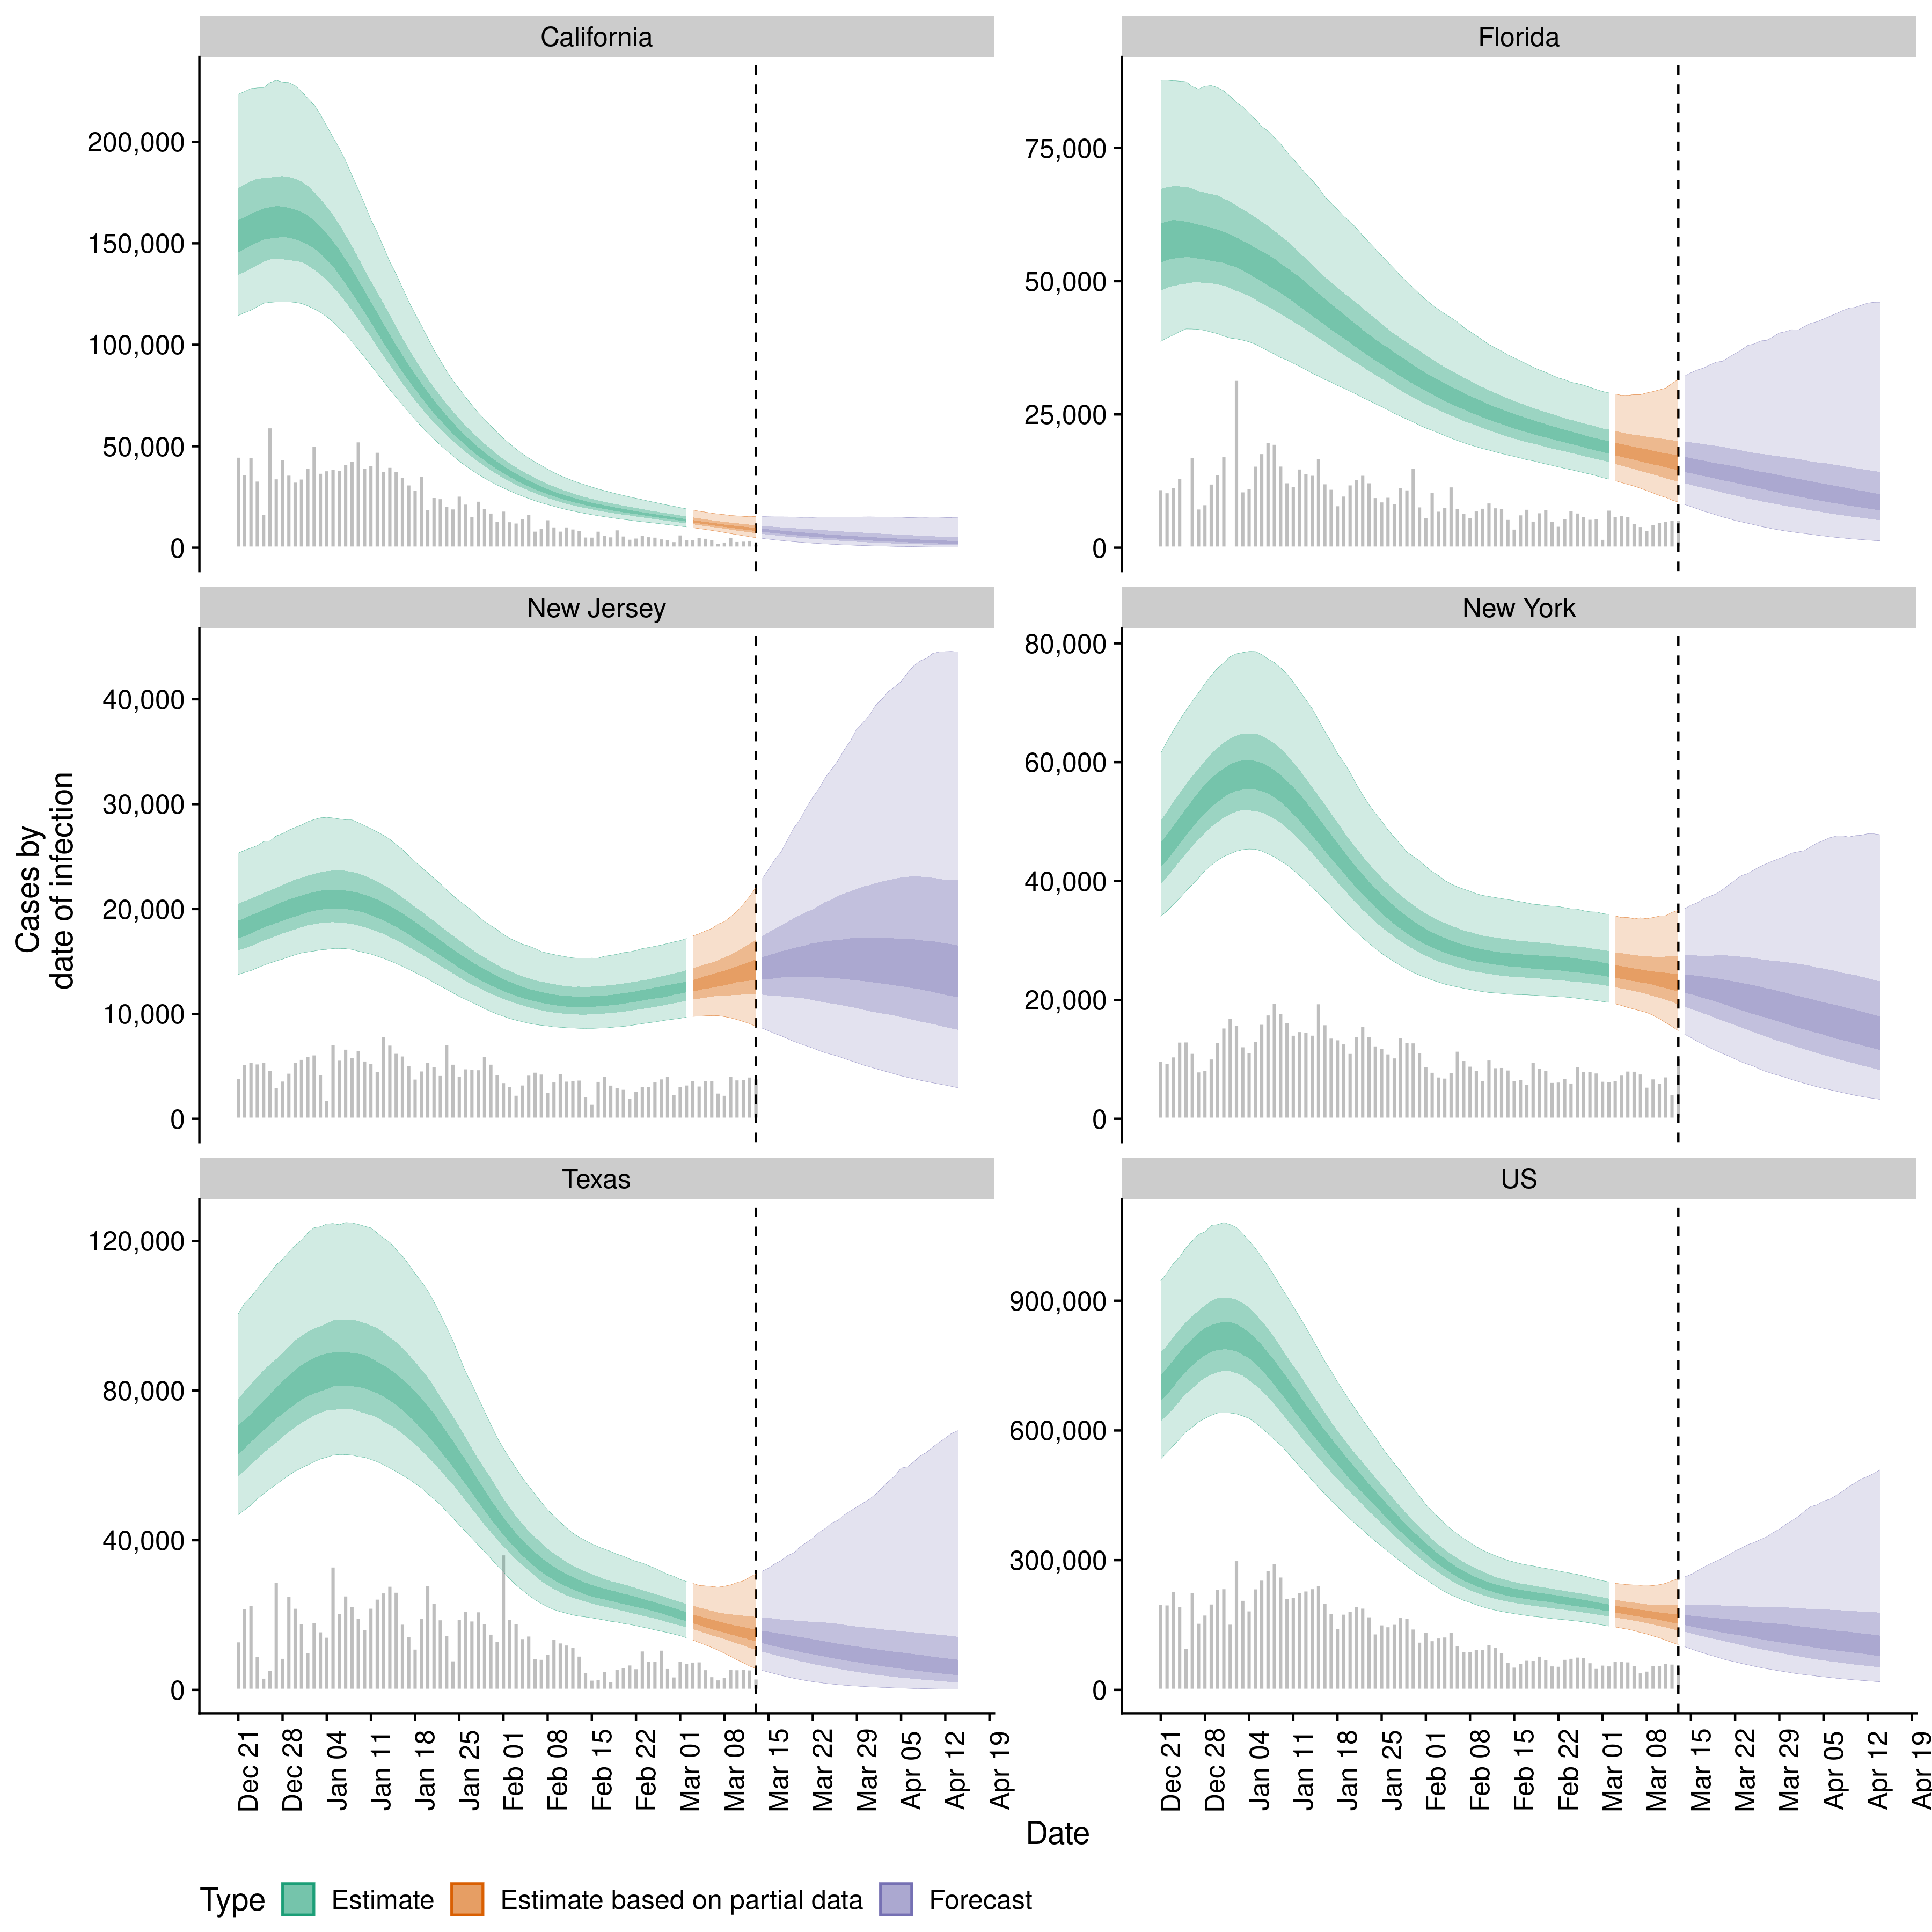 California
Florida
200,000
150,000
100,000
50,000
0
75,000
50,000
25,000
0
New Jersey
New York
40,000
30,000
20,000
10,000
0
80,000
60,000
40,000
20,000
0
Cases by
date of infection
Texas
US
120,000
80,000
40,000
0
900,000
600,000
300,000
0
Dec 21
Dec 28
Jan 04
Jan 11
Jan 18
Jan 25
Feb 01
Feb 08
Feb 15
Feb 22
Mar 01
Mar 08
Mar 15
Mar 22
Mar 29
Apr 05
Apr 12
Apr 19
Dec 21
Dec 28
Jan 04
Jan 11
Jan 18
Jan 25
Feb 01
Feb 08
Feb 15
Feb 22
Mar 01
Mar 08
Mar 15
Mar 22
Mar 29
Apr 05
Apr 12
Apr 19
Date
Type Estimate Estimate based on partial data Forecast